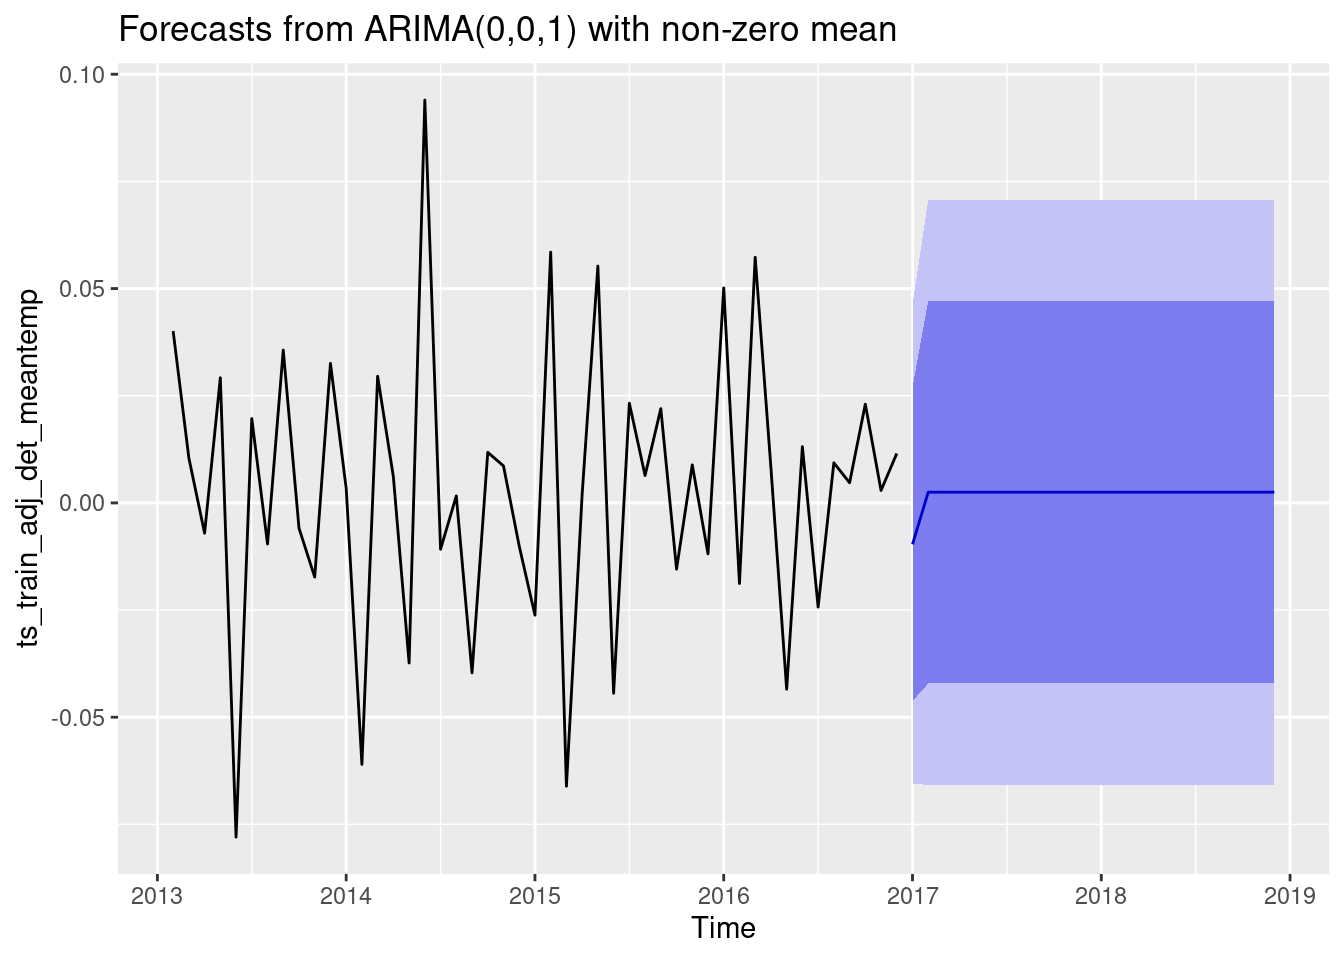 Forecasts from ARIMA(0,0,1) with non-zero mean
0.10
0.05
0.00
-0.05
ts_train_adj_det_meantemp
2013 2014 2015 2016 2017 2018 2019
Time